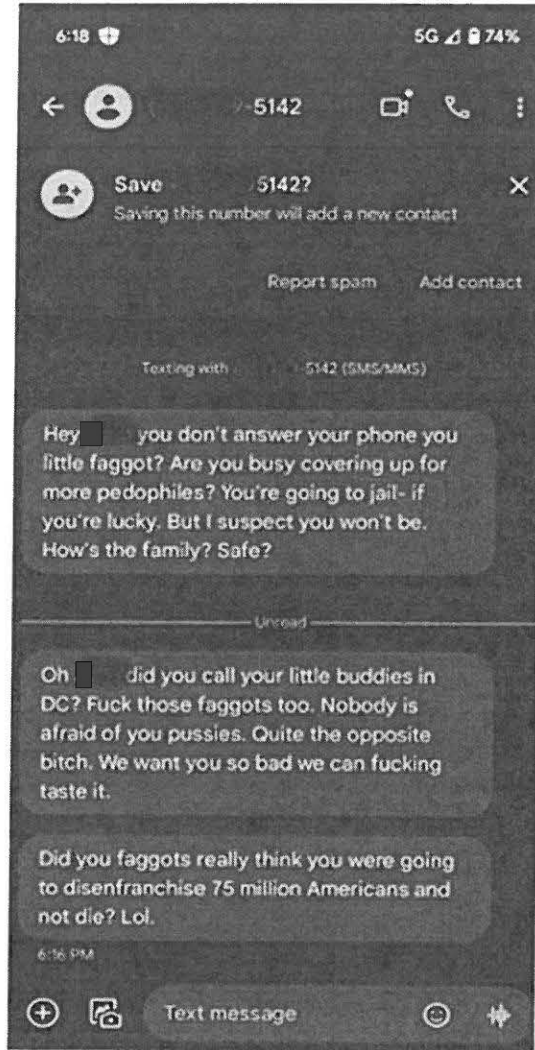 6:18
5G 74%
-5142
Save 5142?
Saving this number will add a new contact
Report spam Add contact
Texting with 5142 (SMS/MMS)
Hey you don't answer your phone you
little faggot? Are you busy covering up for
more pedophiles? You're going to jail- if
you're lucky. But I suspect you won't be.
How's the family? Safe?
Unread
Oh did you call your little buddies in
DC? Fuck those faggots too. Nobody is
afraid of you pussies. Quite the opposite
bitch. We want you so bad we can fucking
taste it.
Did you faggots really think you were going
to disenfranchise 75 million Americans and
not die? Lol.
6:16 PM
Text message